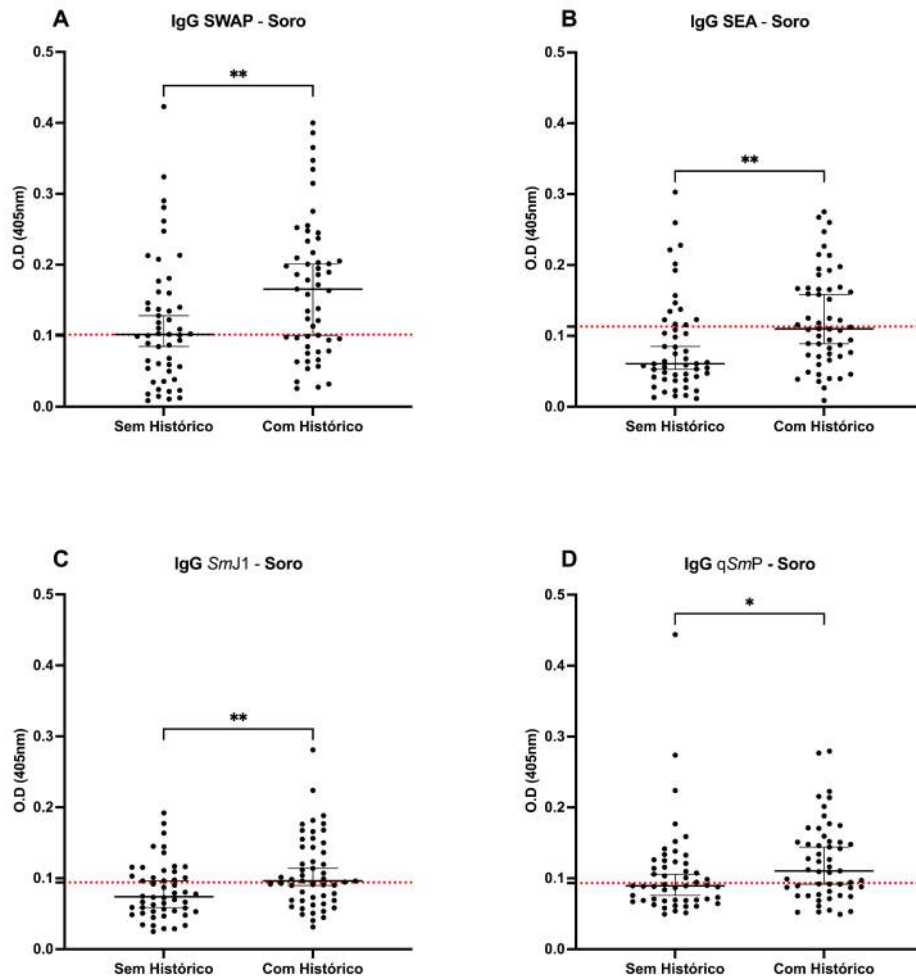 A
IgG SWAP - Soro
O.D (405nm)
0.5
0.4
0.3
0.2
0.1
0.0
**
Sem Histórico
Com Histórico
B
IgG SEA - Soro
O.D (405nm)
0.5
0.4
0.3
0.2
0.1
0.0
**
Sem Histórico
Com Histórico
C
IgG SmJ1 - Soro
O.D (405nm)
0.5
0.4
0.3
0.2
0.1
0.0
**
Sem Histórico
Com Histórico
D
IgG qSmP - Soro
O.D (405nm)
0.5
0.4
0.3
0.2
0.1
0.0
*
Sem Histórico
Com Histórico